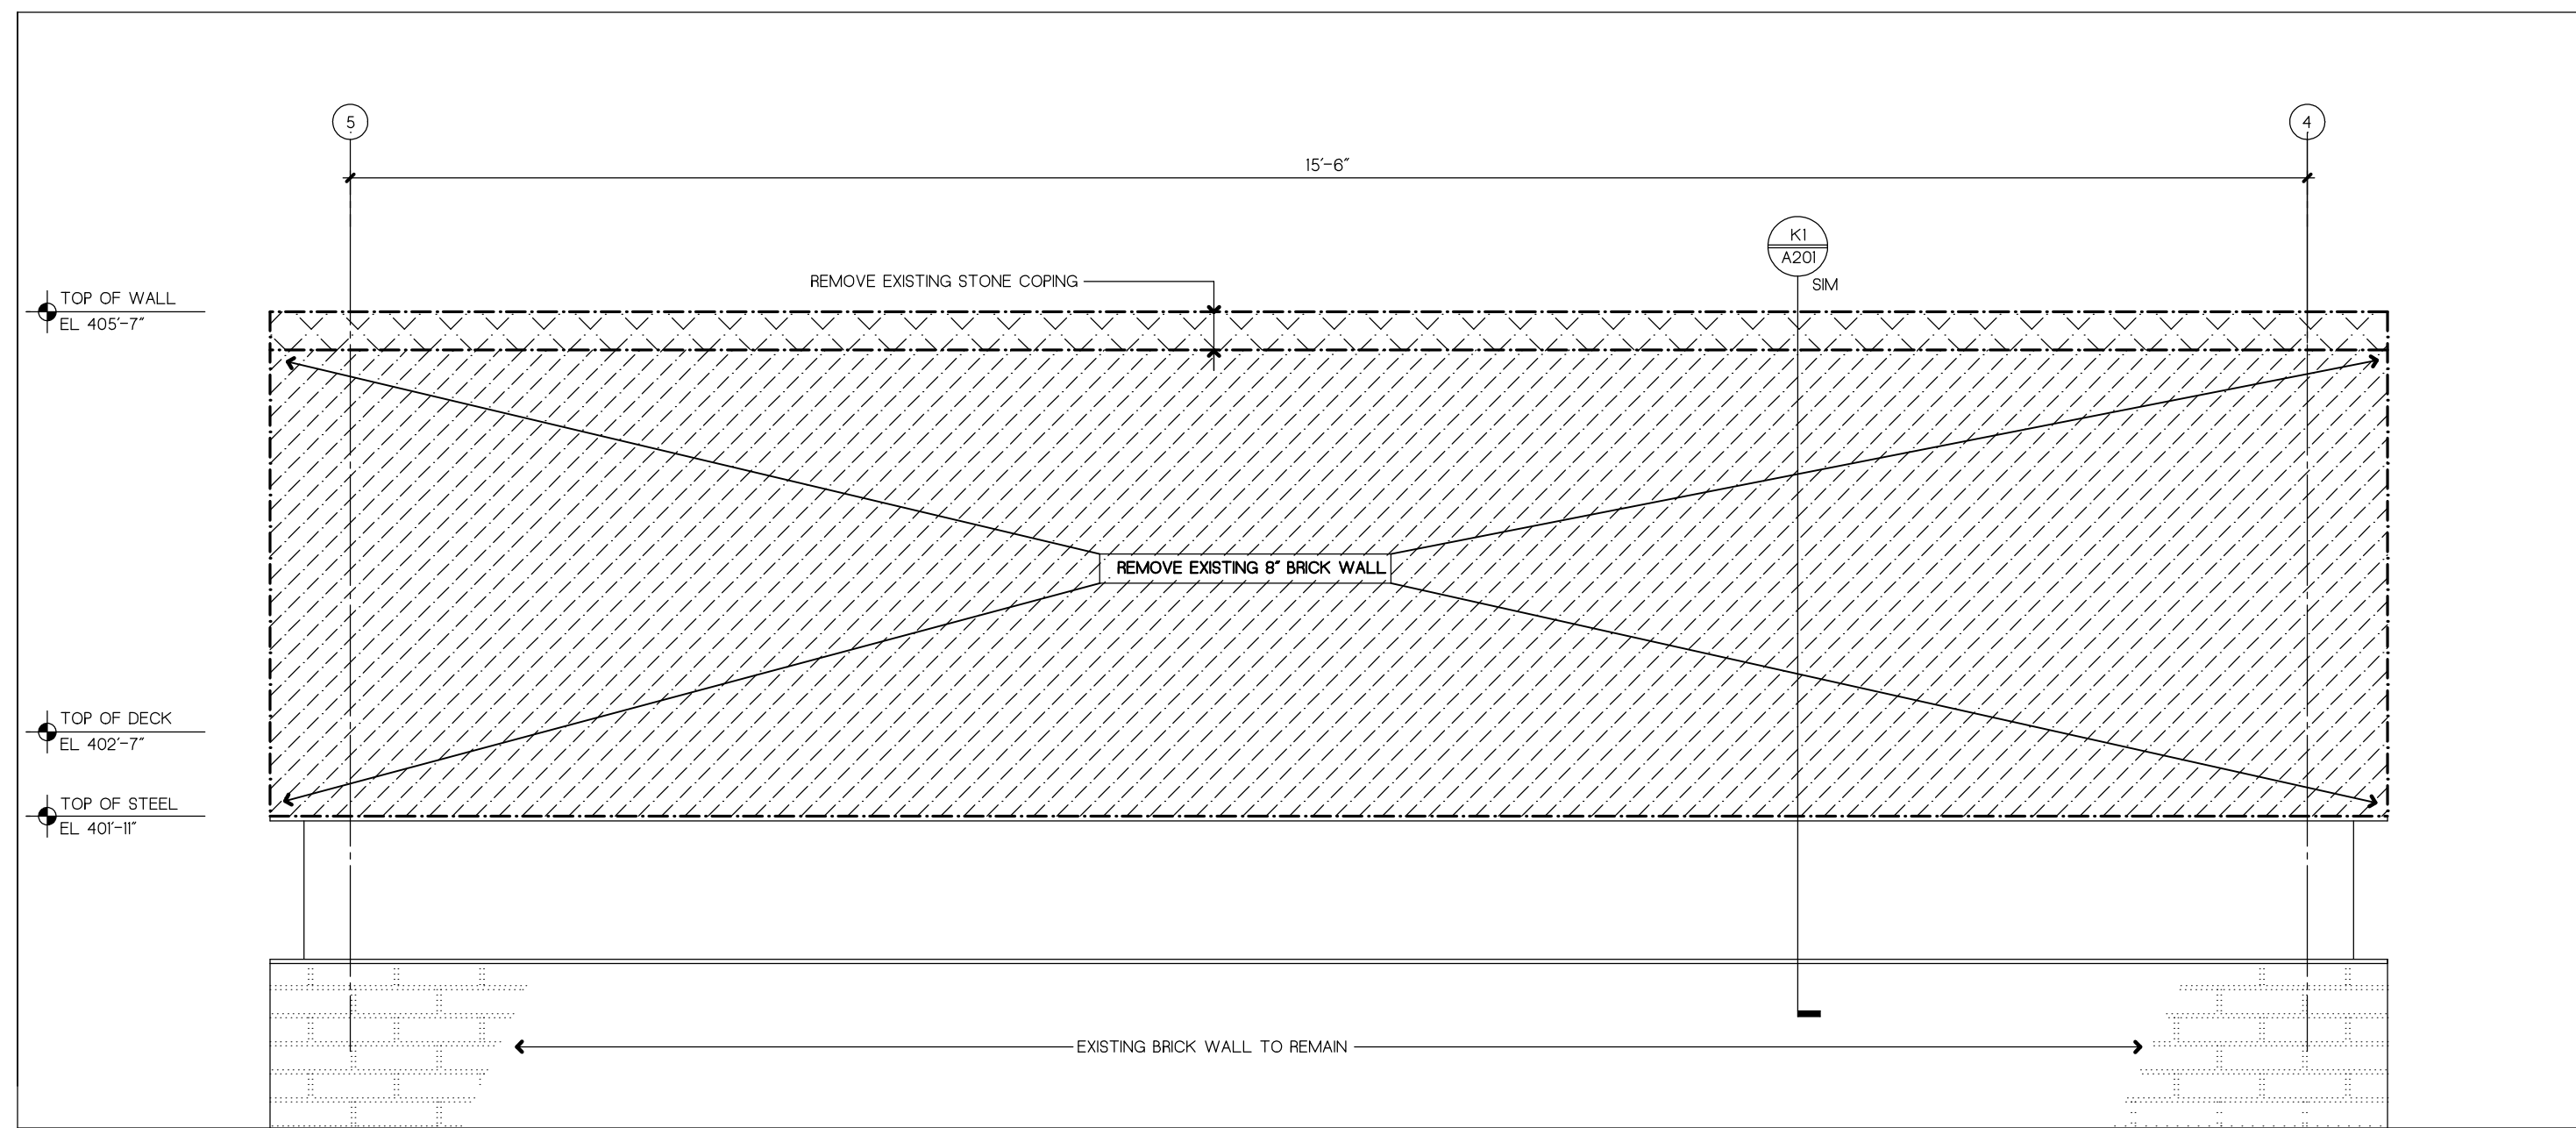 5
4
15'-6"
K1
A201
SIM
REMOVE EXISTING STONE COPING
TOP OF WALL
EL 405'-7"
REMOVE EXISTING 8" BRICK WALL
TOP OF DECK
EL 402'-7"
TOP OF STEEL
EL 401'-11"
EXISTING BRICK WALL TO REMAIN